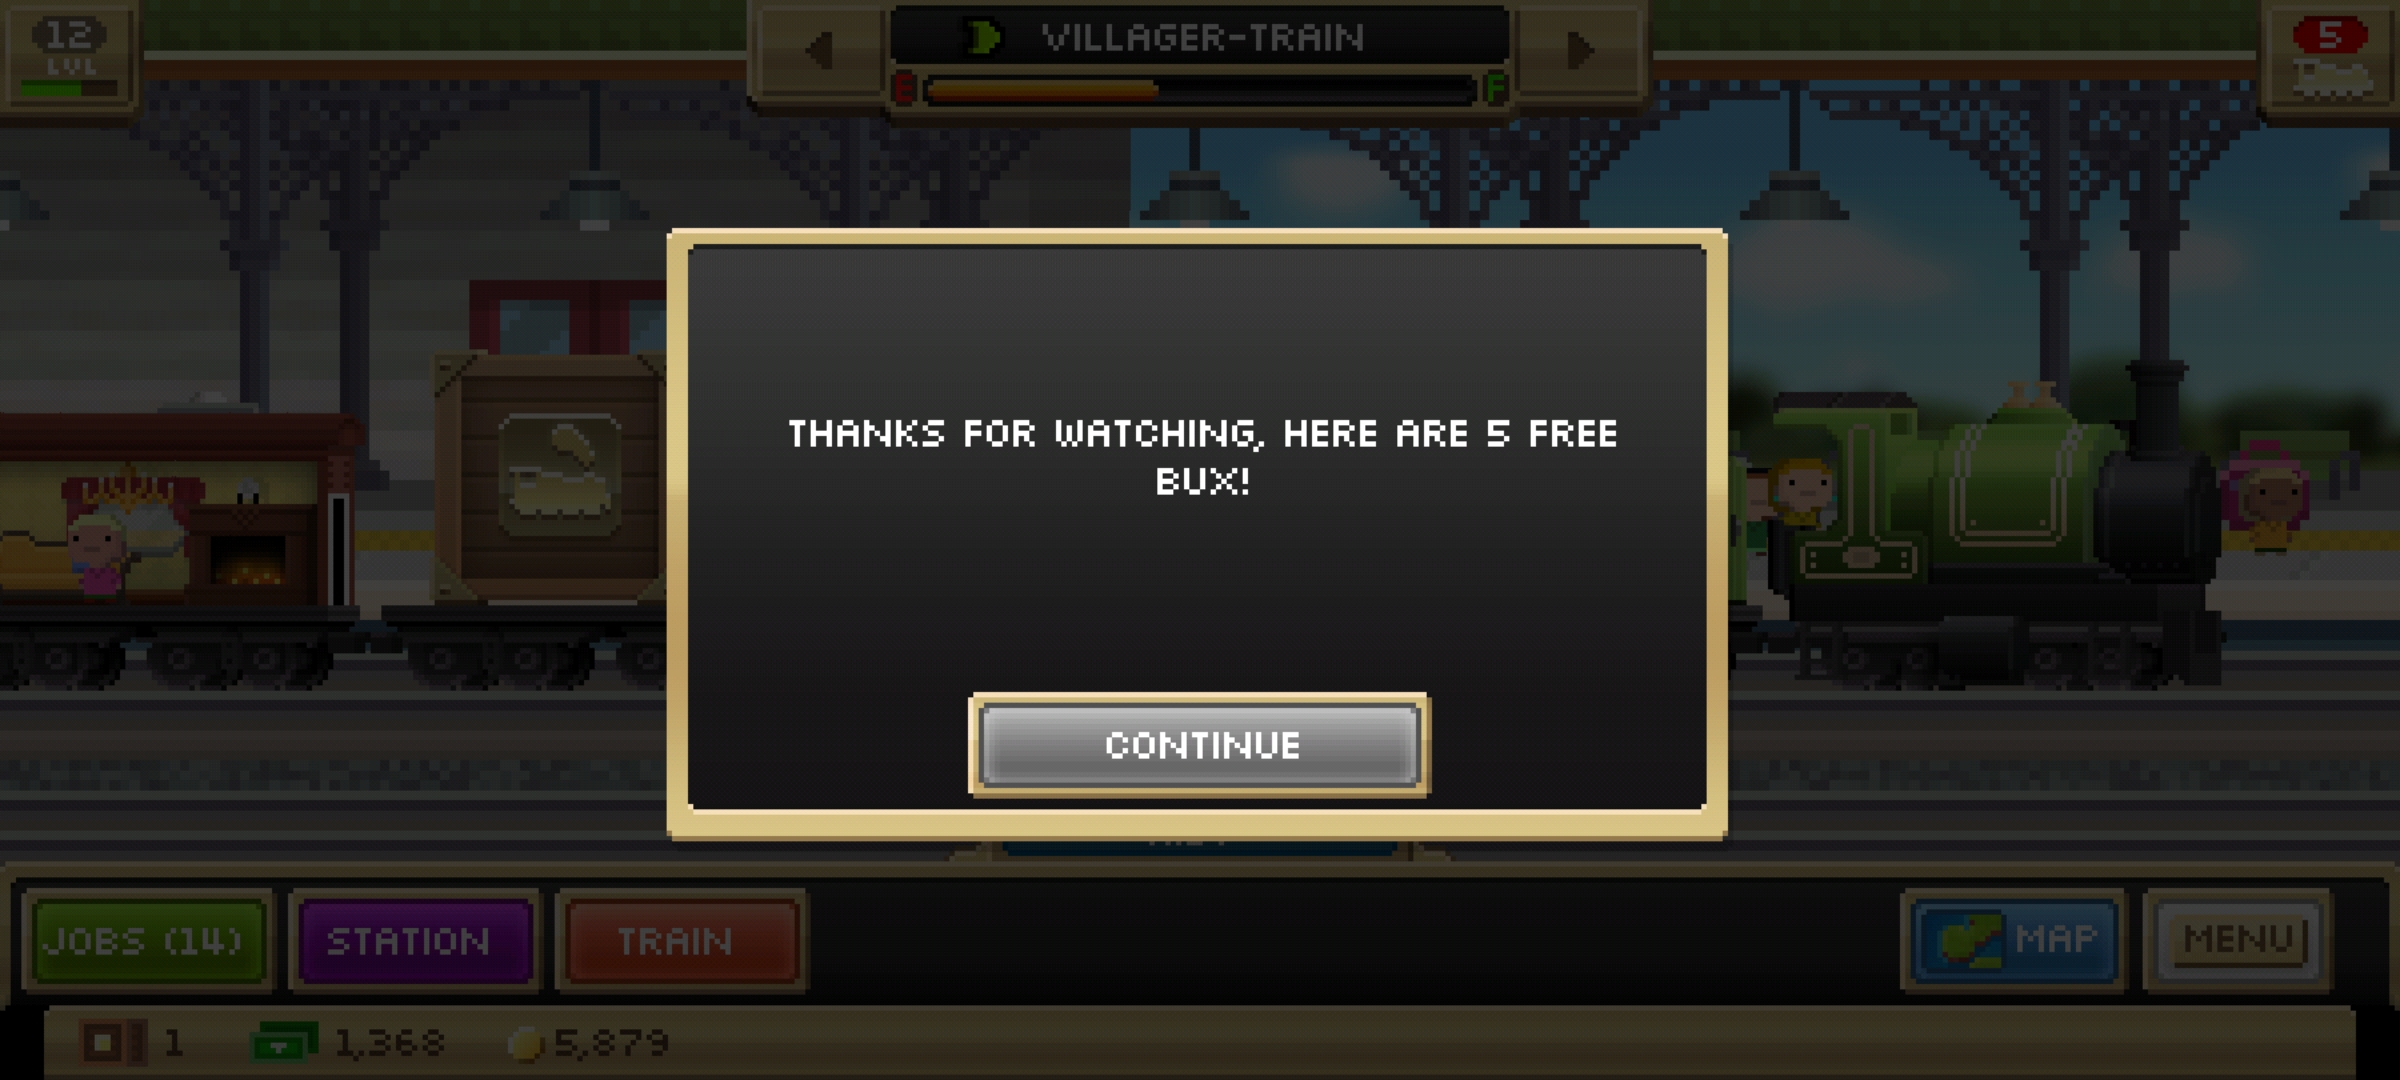 12
LVL
VILLAGER-TRAIN
E
F
5
THANKS FOR WATCHING, HERE ARE 5 FREE
BUX!
CONTINUE
JOBS (14)
STATION
TRAIN
MAP
MENU
1
1,368
5,879